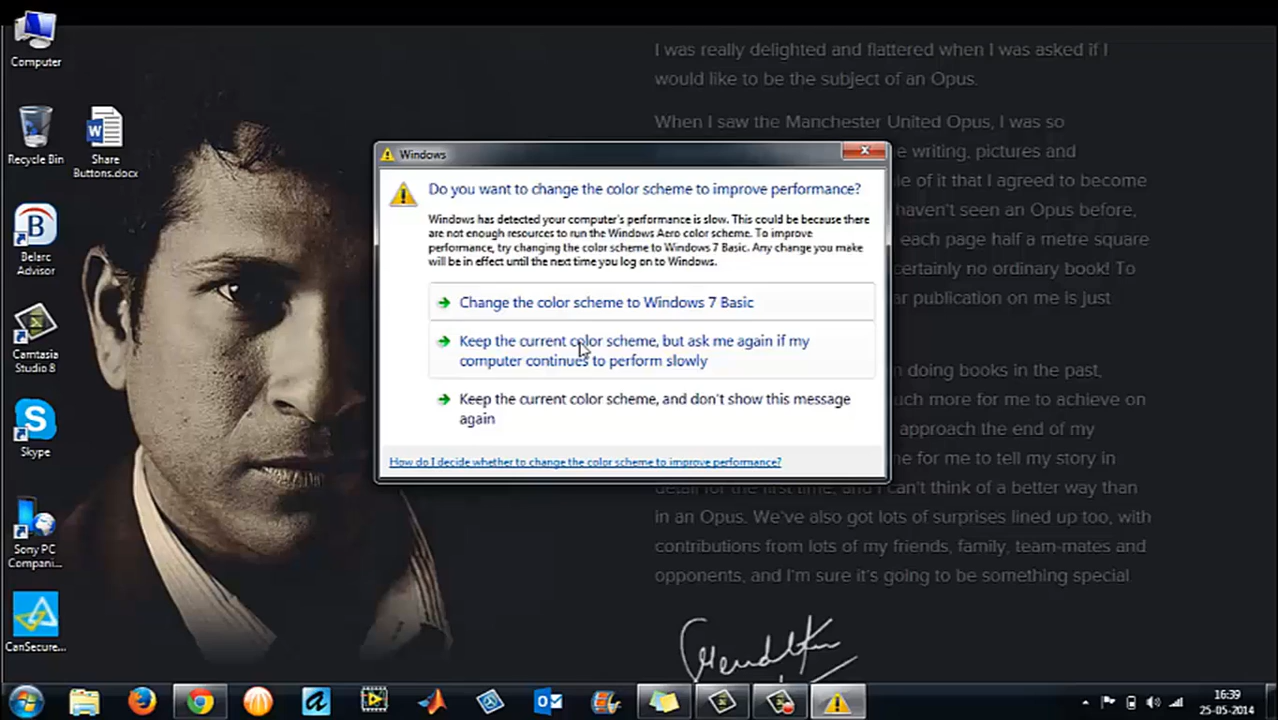 Computer
Recycle Bin
Share
Buttons.docx
Belarc
Advisor
Camtasia
Studio 8
Skype
Sony PC
Compani...
CanSecure...
I was really delighted and flattered when I was asked if I
would like to be the subject of an Opus.
When I saw the Manchester United Opus, I was so
e writing, pictures and
le of it that I agreed to become
haven't seen an Opus before,
each page half a metre square
certainly no ordinary book! To
ar publication on me is just
n doing books in the past,
uch more for me to achieve on
approach the end of my
me for me to tell my story in
detail for the first time, and I can't think of a better way than
in an Opus. We've also got lots of surprises lined up too, with
contributions from lots of my friends, family, team-mates and
opponents, and I'm sure it's going to be something special
Windows
Do you want to change the color scheme to improve performance?
Windows has detected your computer's performance is slow. This could be because there
are not enough resources to run the Windows Aero color scheme. To improve
performance, try changing the color scheme to Windows 7 Basic. Any change you make
will be in effect until the next time you log on to Windows.
Change the color scheme to Windows 7 Basic
Keep the current color scheme, but ask me again if my
computer continues to perform slowly
Keep the current color scheme, and don't show this message
again
How do I decide whether to change the color scheme to improve performance?
16:39
25-05-2014